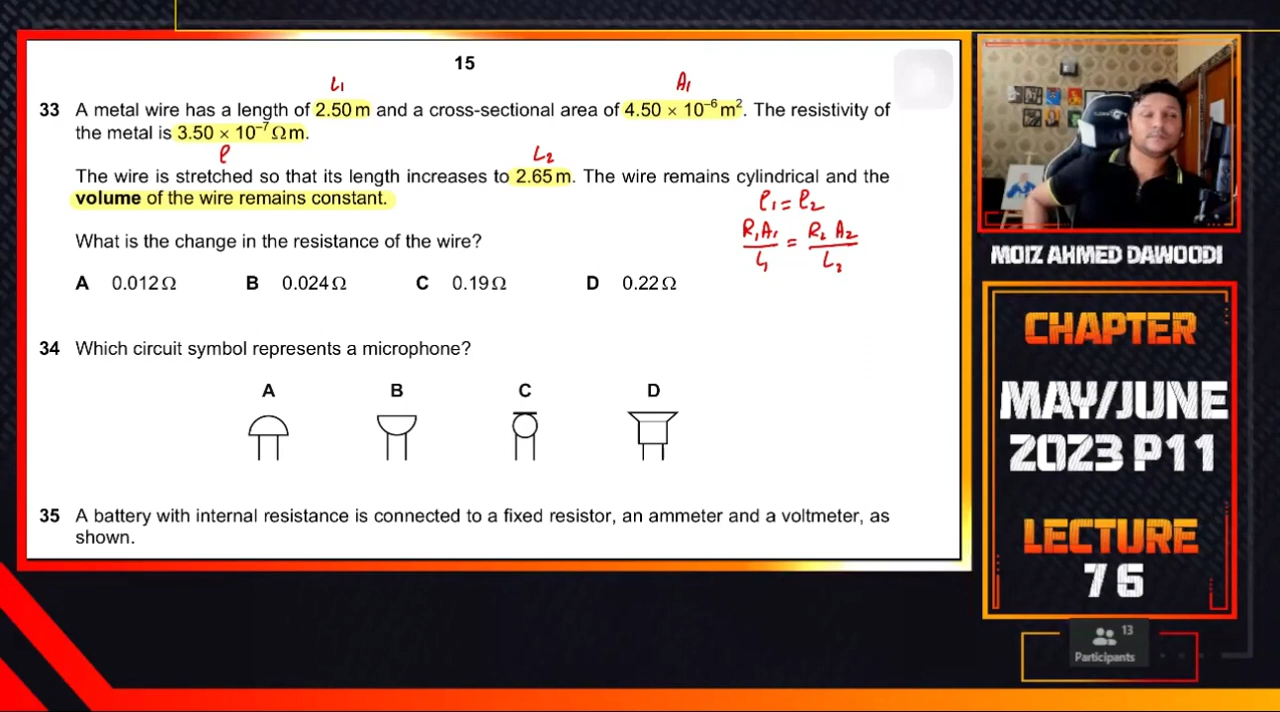 15
L₁
A₁
33 A metal wire has a length of 2.50 m and a cross-sectional area of 4.50 × 10⁻⁶ m². The resistivity of
the metal is 3.50 × 10⁻⁷ Ω m.
ρ
L₂
The wire is stretched so that its length increases to 2.65 m. The wire remains cylindrical and the
volume of the wire remains constant.
ρ₁ = ρ₂
R₁A₁ / L₁ = R₂ A₂ / L₂
What is the change in the resistance of the wire?
A 0.012 Ω B 0.024 Ω C 0.19 Ω D 0.22 Ω
34 Which circuit symbol represents a microphone?
A B C D
35 A battery with internal resistance is connected to a fixed resistor, an ammeter and a voltmeter, as
shown.
MOIZ AHMED DAWOODI
CHAPTER
MAY/JUNE
2023 P11
LECTURE
76
13
Participants